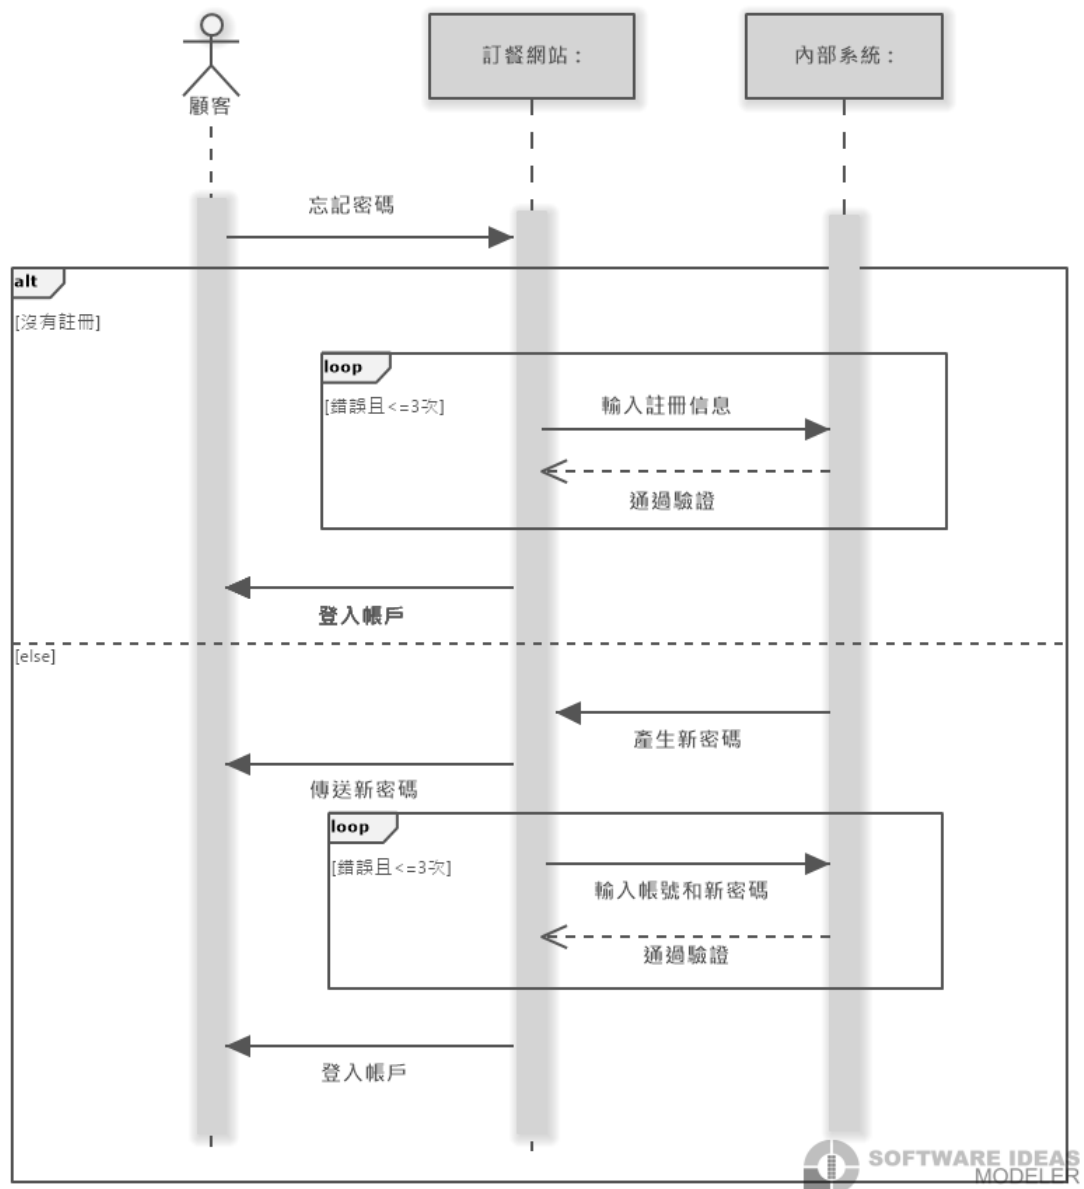 顧客
訂餐網站：
內部系統：
忘記密碼
alt
[沒有註冊]
loop
[錯誤且<=3次]
輸入註冊信息
通過驗證
登入帳戶
[else]
產生新密碼
傳送新密碼
loop
[錯誤且<=3次]
輸入帳號和新密碼
通過驗證
登入帳戶
SOFTWARE IDEAS
MODELER